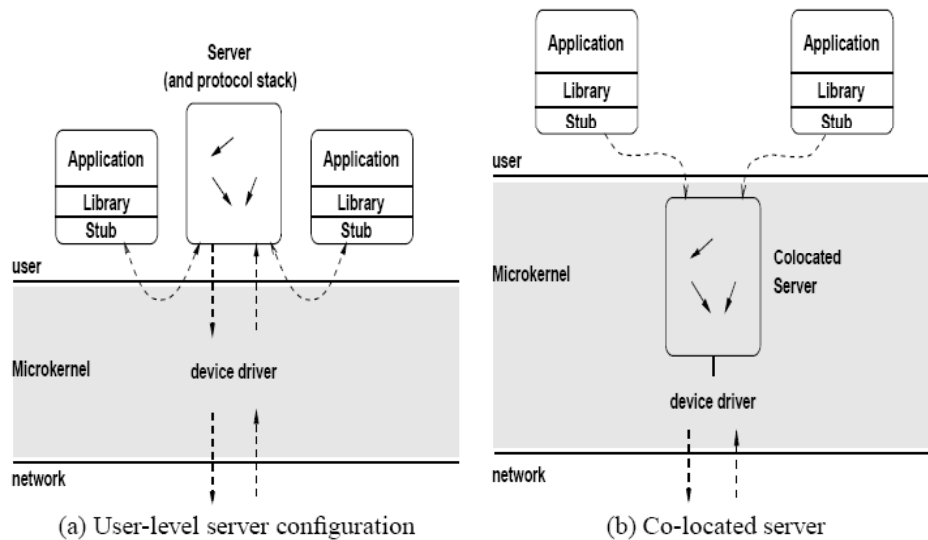 Server
(and protocol stack)
Application
Library
Stub
Application
Library
Stub
user
Microkernel
device driver
network
(a) User-level server configuration
Application
Library
Stub
Application
Library
Stub
user
Microkernel
Colocated
Server
device driver
network
(b) Co-located server